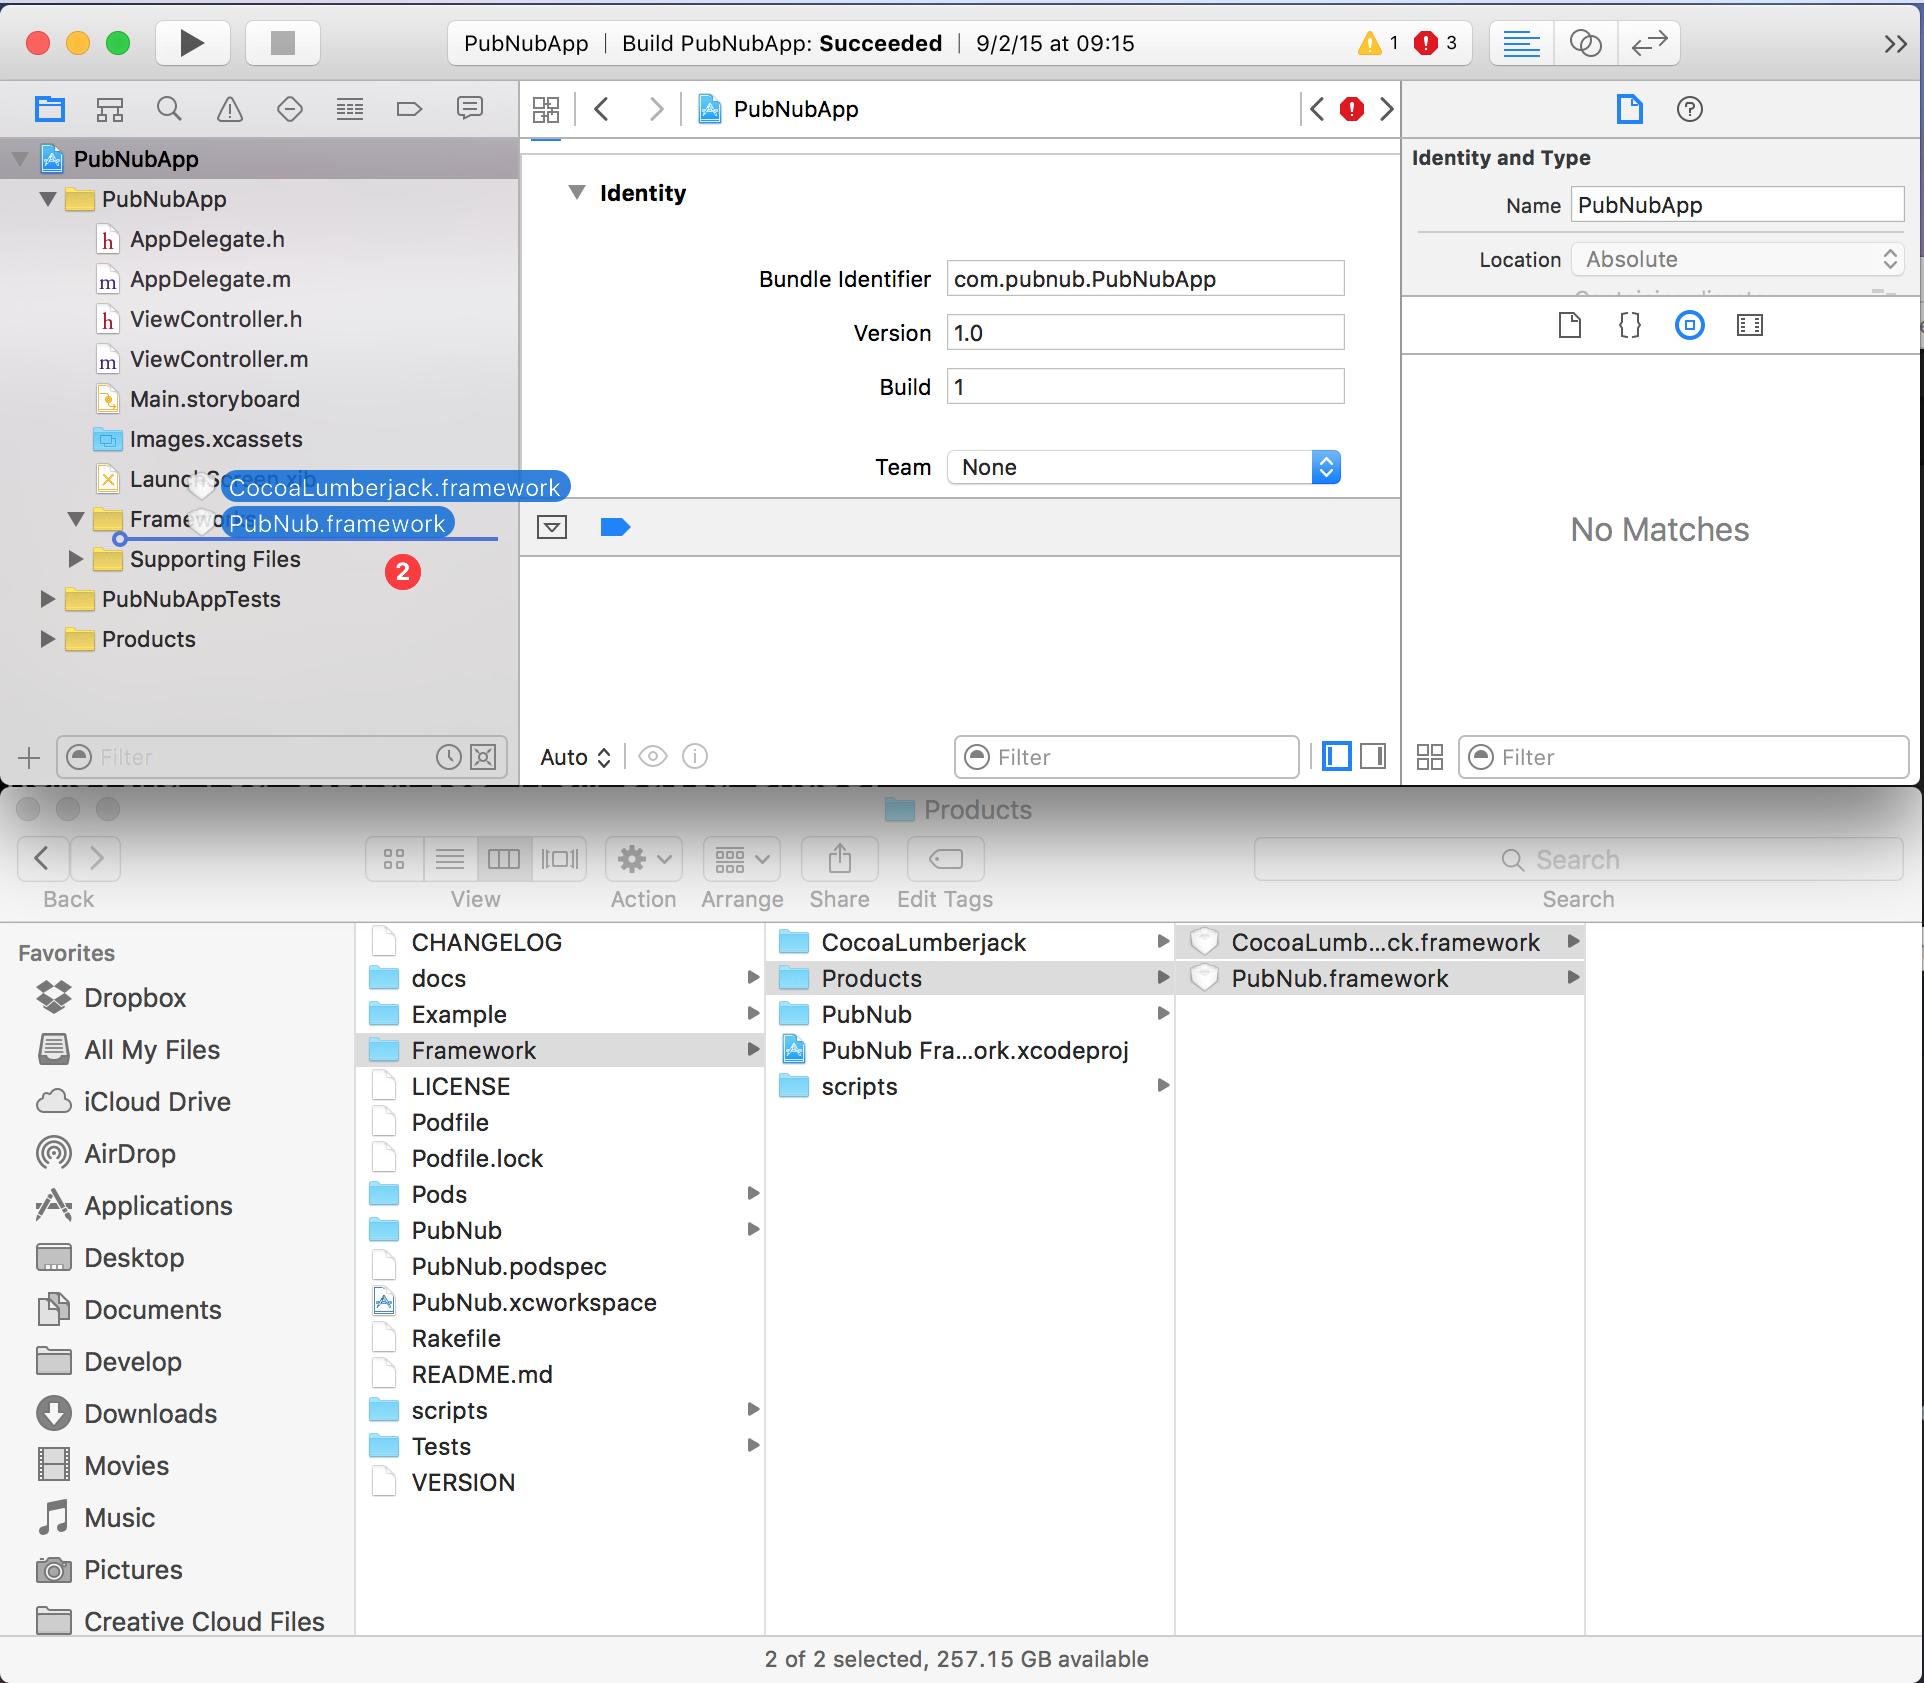 PubNubApp | Build PubNubApp: Succeeded | 9/2/15 at 09:15 1 3
PubNubApp
PubNubApp
PubNubApp
AppDelegate.h
AppDelegate.m
ViewController.h
ViewController.m
Main.storyboard
Images.xcassets
LaunchScreen.xib
CocoaLumberjack.framework
Frameworks
PubNub.framework
Supporting Files
2
PubNubAppTests
Products
Filter
Identity
Bundle Identifier com.pubnub.PubNubApp
Version 1.0
Build 1
Team None
Auto
Filter
Identity and Type
Name PubNubApp
Location Absolute
No Matches
Filter
Products
Back
View
Action
Arrange
Share
Edit Tags
Search
Search
Favorites
Dropbox
All My Files
iCloud Drive
AirDrop
Applications
Desktop
Documents
Develop
Downloads
Movies
Music
Pictures
Creative Cloud Files
CHANGELOG
docs
Example
Framework
LICENSE
Podfile
Podfile.lock
Pods
PubNub
PubNub.podspec
PubNub.xcworkspace
Rakefile
README.md
scripts
Tests
VERSION
CocoaLumberjack
Products
PubNub
PubNub Fra...ork.xcodeproj
scripts
CocoaLumb...ck.framework
PubNub.framework
2 of 2 selected, 257.15 GB available